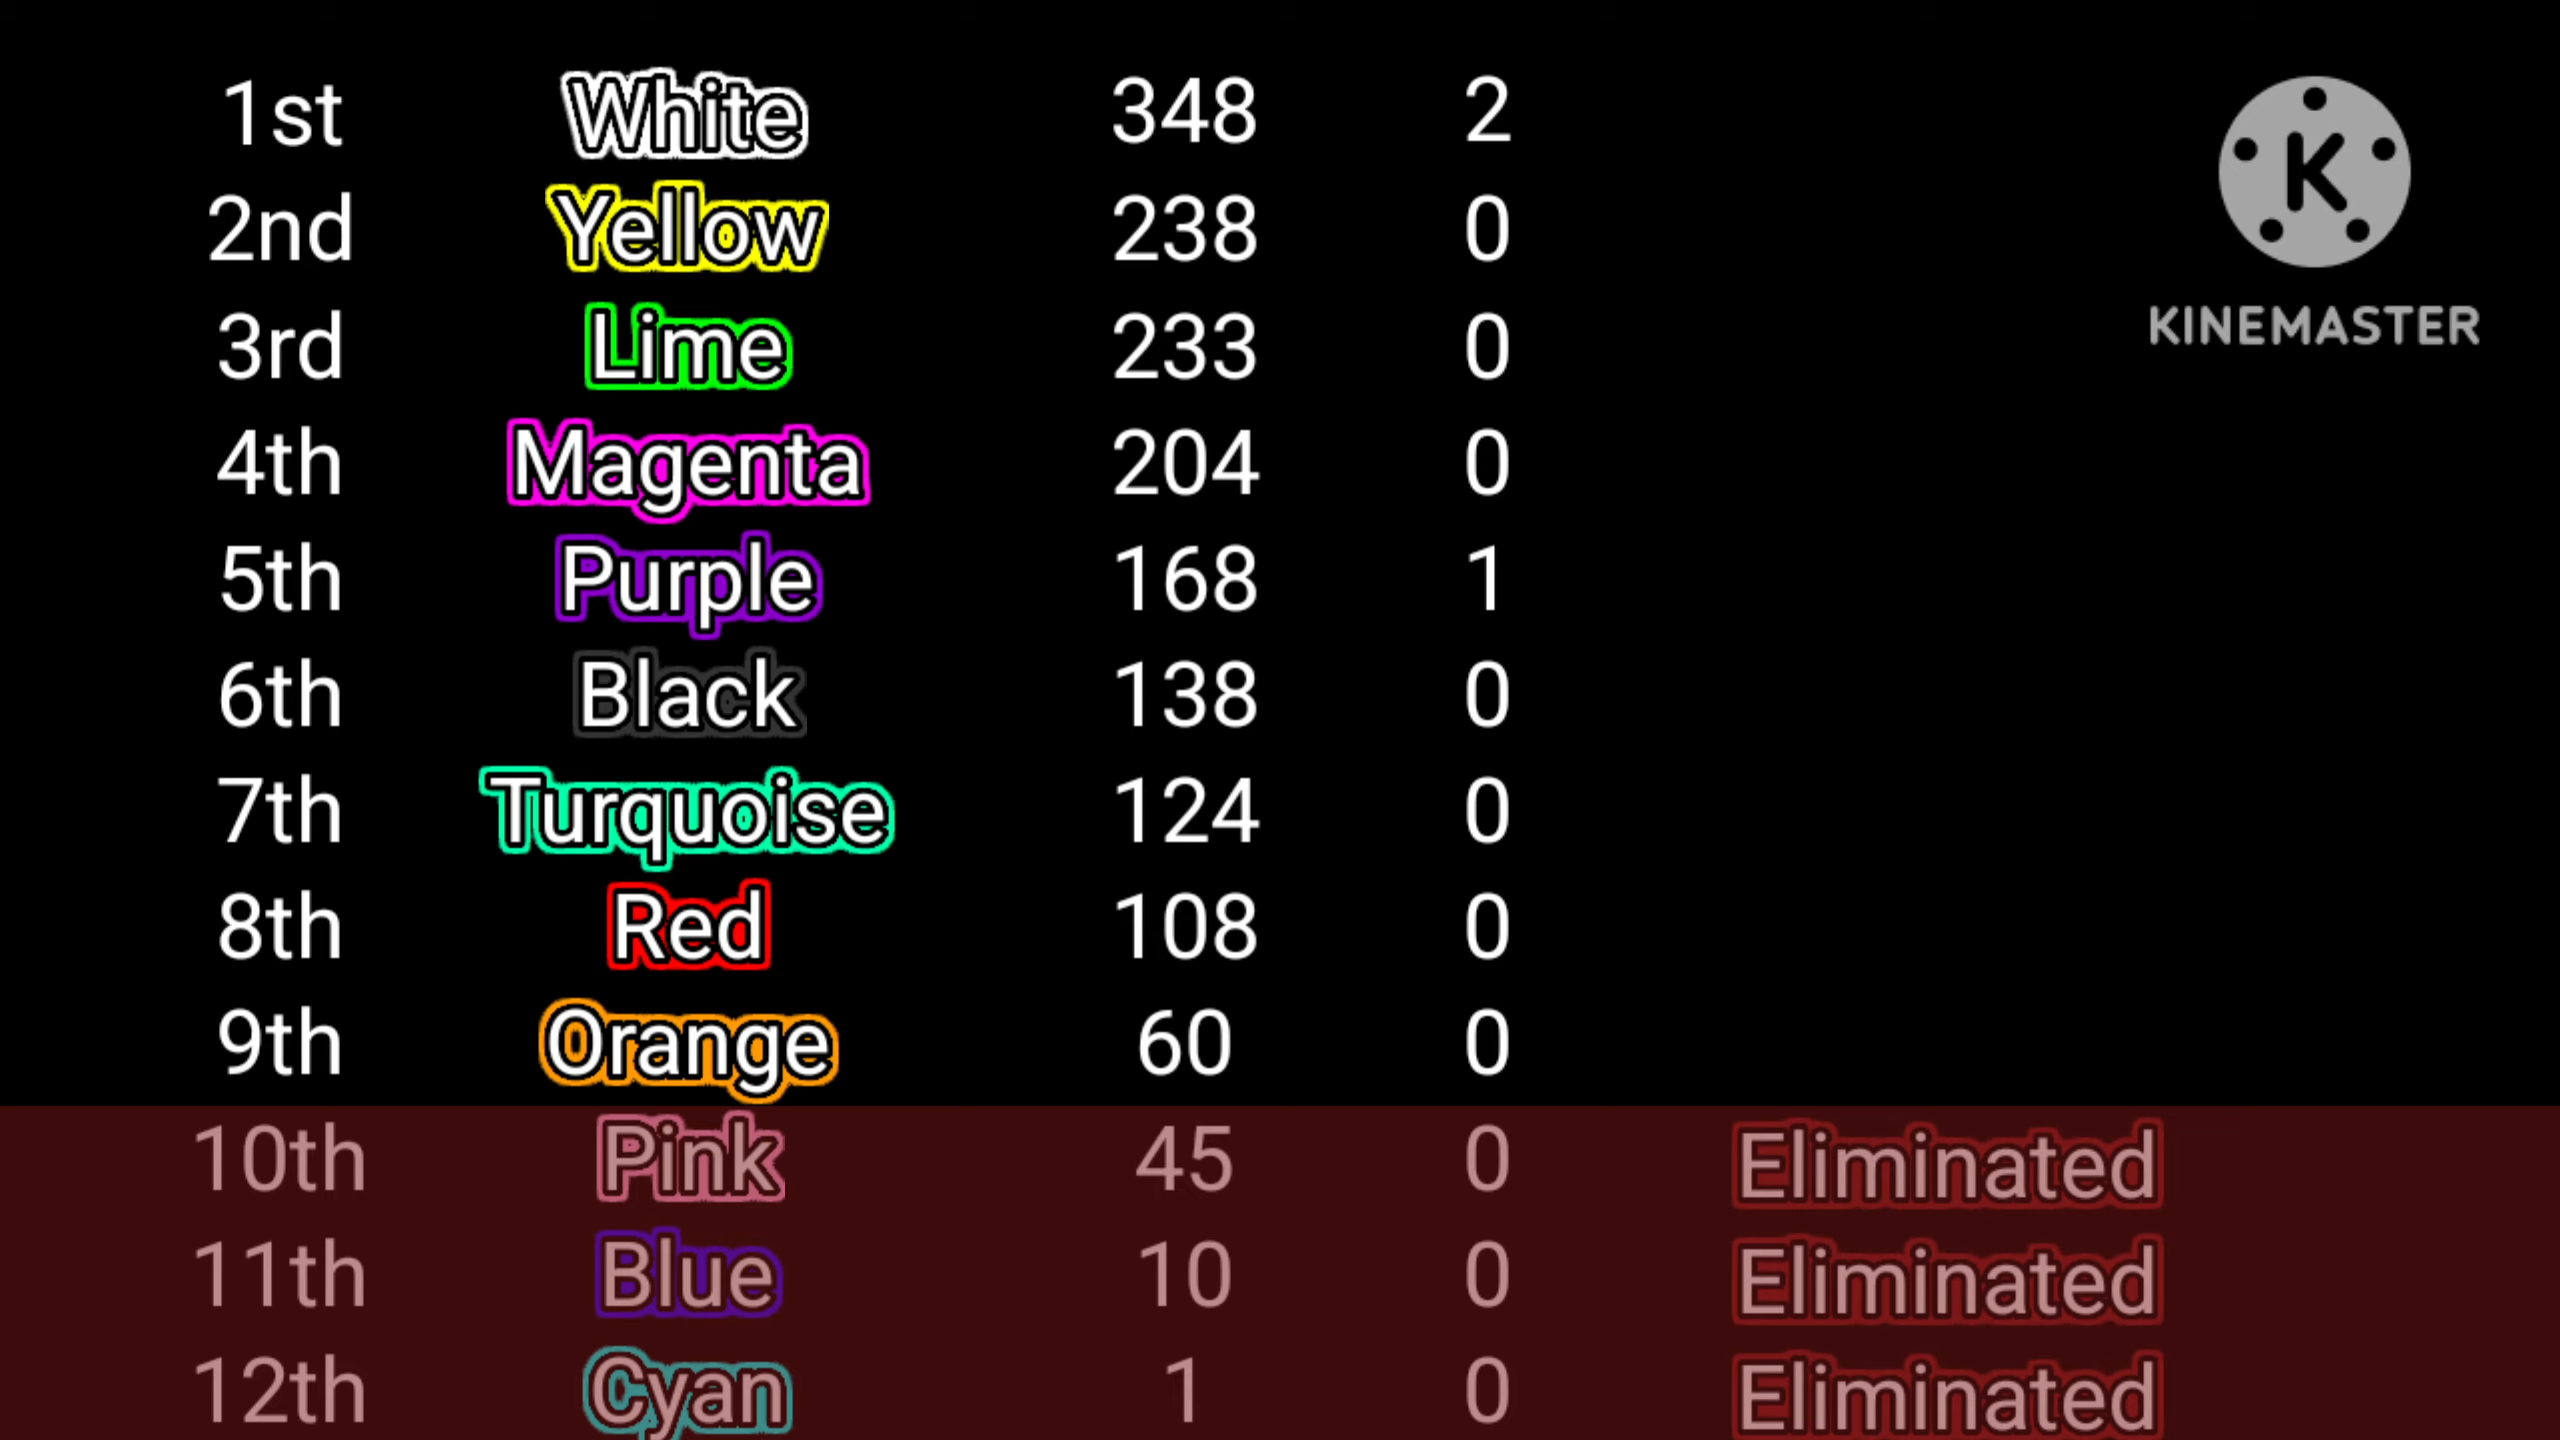 1st White 348 2
K
2nd Yellow 238 0
KINEMASTER
3rd Lime 233 0
4th Magenta 204 0
5th Purple 168 1
6th Black 138 0
7th Turquoise 124 0
8th Red 108 0
9th Orange 60 0
10th Pink 45 0 Eliminated
11th Blue 10 0 Eliminated
12th Cyan 1 0 Eliminated